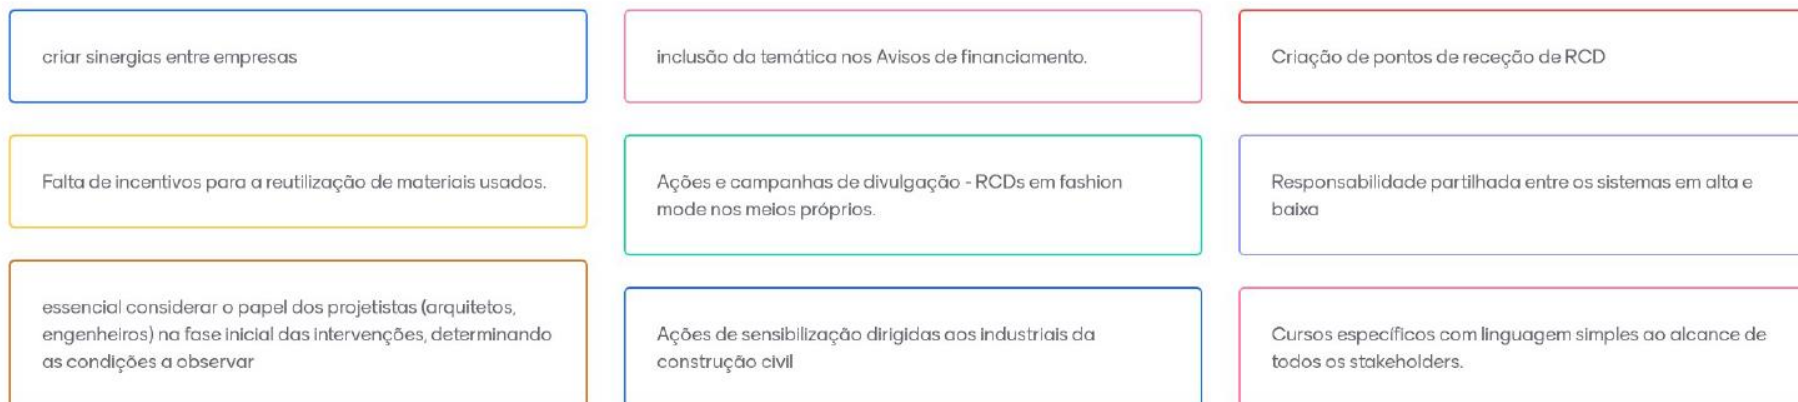 criar sinergias entre empresas
inclusão da temática nos Avisos de financiamento.
Criação de pontos de receção de RCD
Falta de incentivos para a reutilização de materiais usados.
Ações e campanhas de divulgação - RCDs em fashion
mode nos meios próprios.
Responsabilidade partilhada entre os sistemas em alta e
baixa
essencial considerar o papel dos projetistas (arquitetos,
engenheiros) na fase inicial das intervenções, determinando
as condições a observar
Ações de sensibilização dirigidas aos industriais da
construção civil
Cursos específicos com linguagem simples ao alcance de
todos os stakeholders.